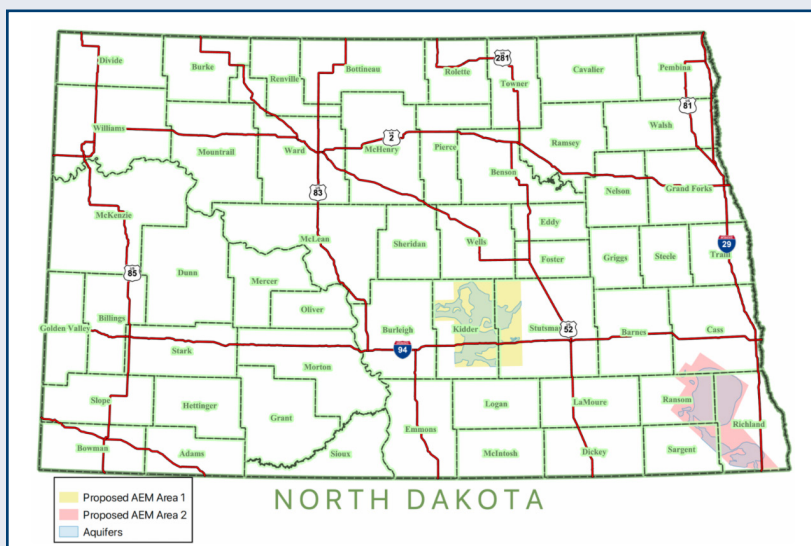 Divide
Burke
Renville
Bottineau
Rolette
281
Towner
Cavalier
Pembina
81
Williams
Mountrail
Ward
McHenry
2
Pierce
Benson
Ramsey
Walsh
Nelson
Grand Forks
McKenzie
83
McLean
Sheridan
Wells
Eddy
Foster
Griggs
Steele
Traill
29
85
Dunn
Mercer
Oliver
Billings
Golden Valley
Burleigh
Kidder
Stutsman
52
Barnes
Cass
94
Stark
Morton
Slope
Hettinger
Grant
Emmons
Logan
LaMoure
Ransom
Richland
Bowman
Adams
Sioux
McIntosh
Dickey
Sargent
Proposed AEM Area 1
Proposed AEM Area 2
Aquifers
NORTH DAKOTA